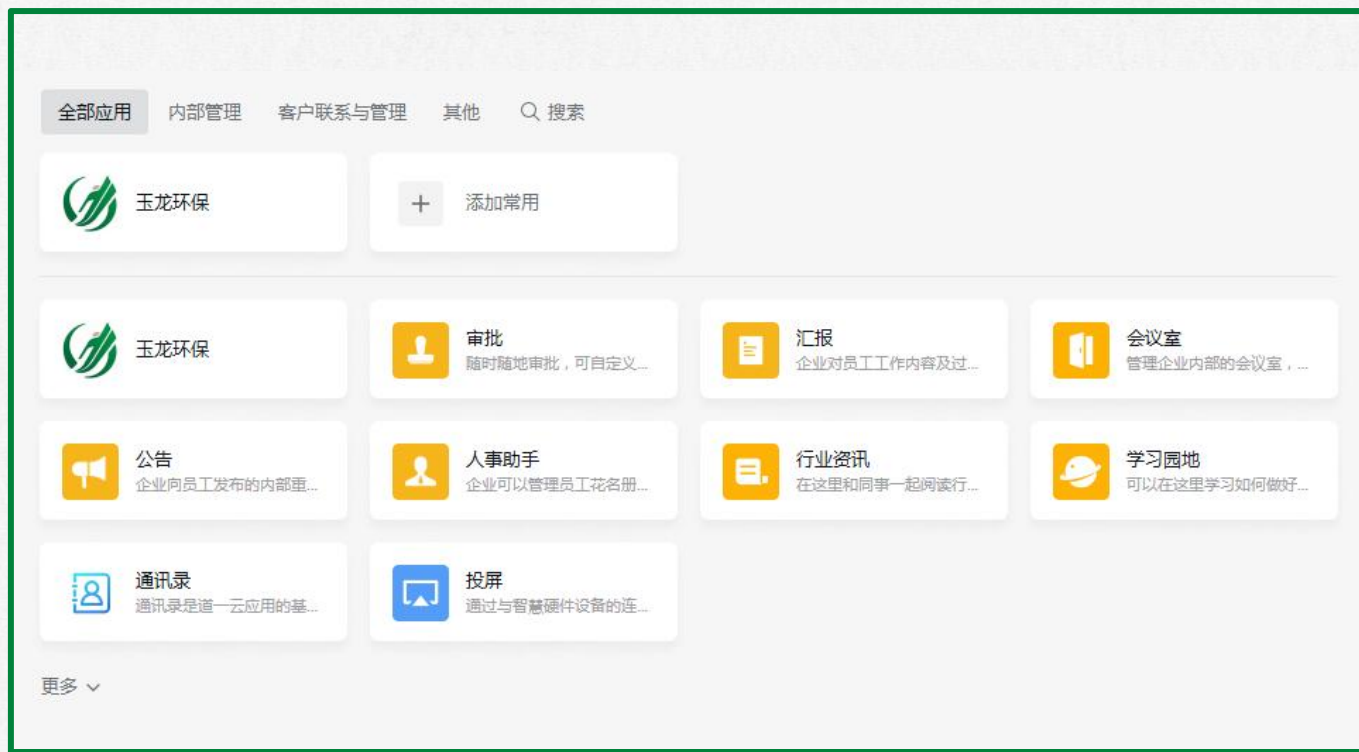 全部应用 内部管理 客户联系与管理 其他 搜索
玉龙环保 添加常用
玉龙环保 审批 汇报 会议室
随时随地审批，可自定义... 企业对员工工作内容及过... 管理企业内部的会议室，...
公告 人事助手 行业资讯 学习园地
企业向员工发布的内部重... 企业可以管理员工花名册... 在这里和同事一起阅读行... 可以在这里学习如何做好...
通讯录 投屏
通讯录是道一云应用的基... 通过与智慧硬件设备的连...
更多